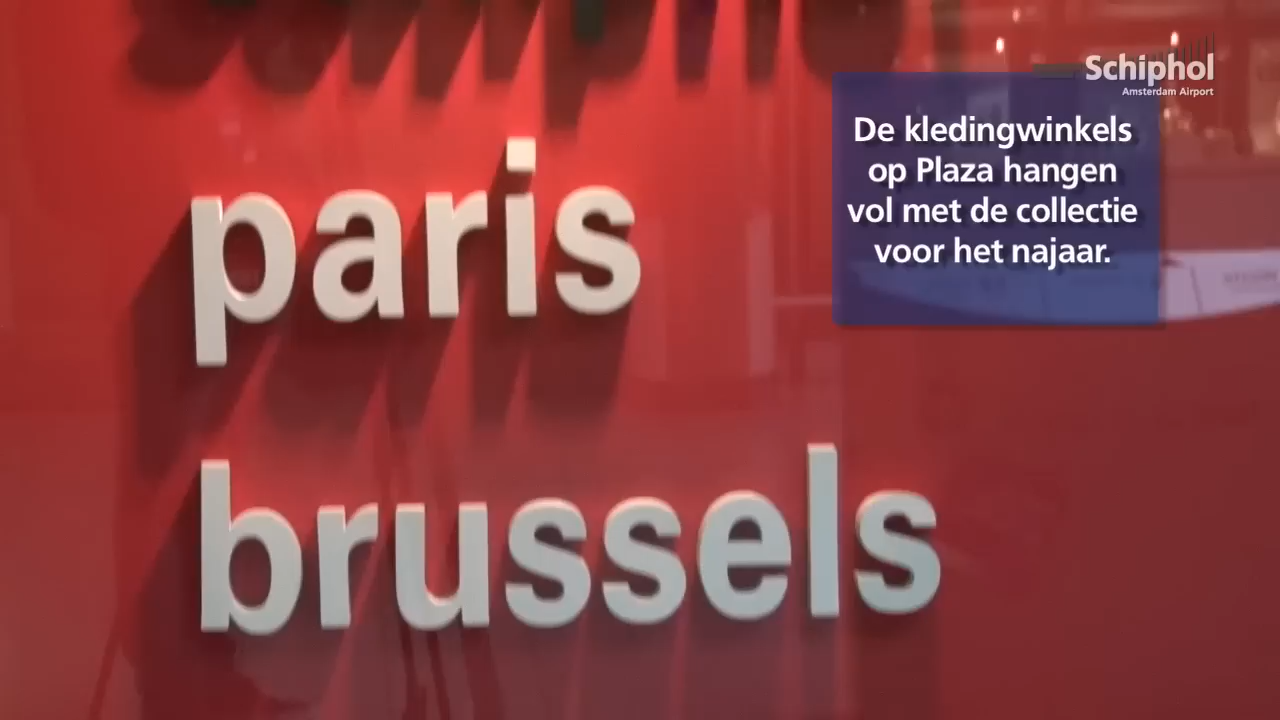 Schiphol
Amsterdam Airport
De kledingwinkels
op Plaza hangen
vol met de collectie
voor het najaar.
paris
brussels